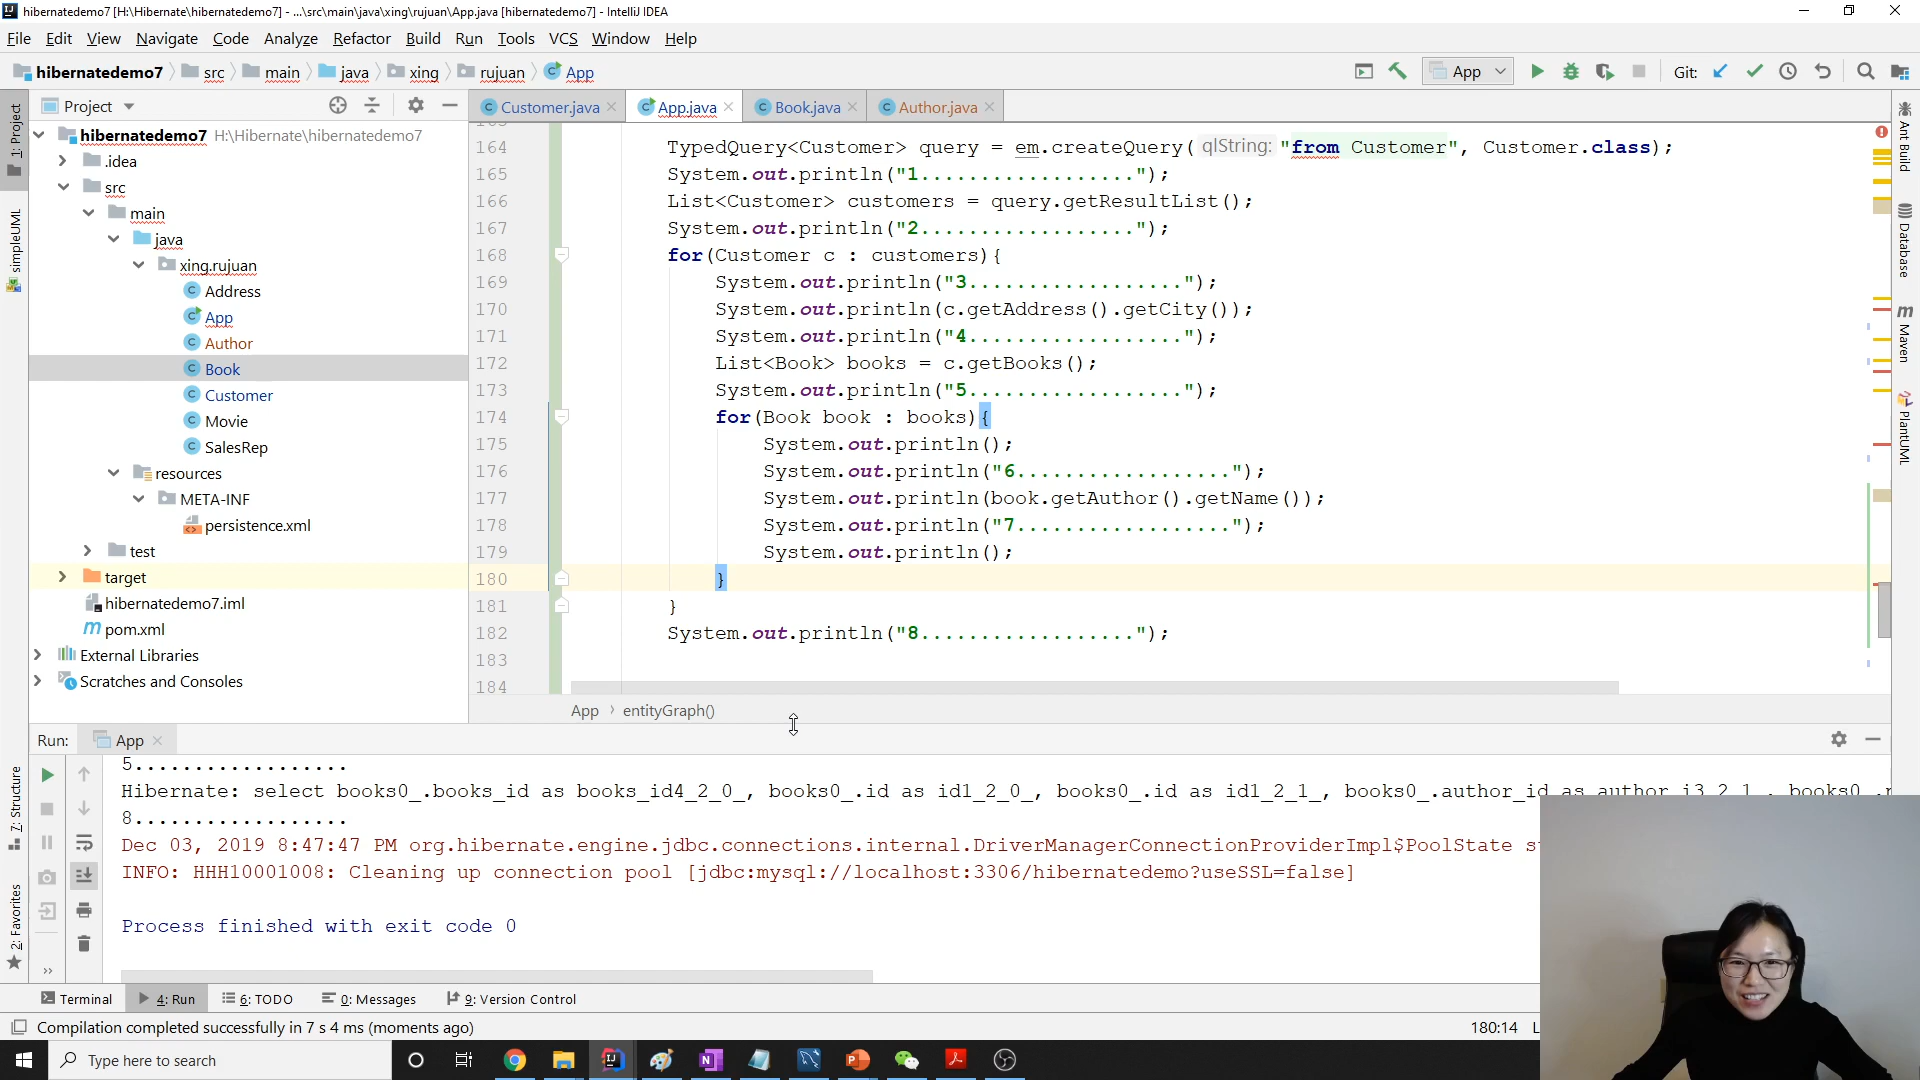 hibernatedemo7 [H:\Hibernate\hibernatedemo7] - ...\src\main\java\xing\rujuan\App.java [hibernatedemo7] - IntelliJ IDEA
File Edit View Navigate Code Analyze Refactor Build Run Tools VCS Window Help
hibernatedemo7 src main java xing rujuan App
App
Git:
Project
Customer.java App.java Book.java Author.java
hibernatedemo7 H:\Hibernate\hibernatedemo7
.idea
src
main
java
xing.rujuan
Address
App
Author
Book
Customer
Movie
SalesRep
resources
META-INF
persistence.xml
test
target
hibernatedemo7.iml
pom.xml
External Libraries
Scratches and Consoles
1: Project
simpleUML
7: Structure
2: Favorites
164 TypedQuery<Customer> query = em.createQuery( qlString: "from Customer", Customer.class);
165 System.out.println("1..................");
166 List<Customer> customers = query.getResultList();
167 System.out.println("2..................");
168 for(Customer c : customers){
169 System.out.println("3..................");
170 System.out.println(c.getAddress().getCity());
171 System.out.println("4..................");
172 List<Book> books = c.getBooks();
173 System.out.println("5..................");
174 for(Book book : books){
175 System.out.println();
176 System.out.println("6..................");
177 System.out.println(book.getAuthor().getName());
178 System.out.println("7..................");
179 System.out.println();
180 }
181 }
182 System.out.println("8..................");
183
184
App › entityGraph()
Ant Build
Database
Maven
PlantUML
Run: App
5..................
Hibernate: select books0_.books_id as books_id4_2_0_, books0_.id as id1_2_0_, books0_.id as id1_2_1_, books0_.author_id as author_i3_2_1_, books0_.
8..................
Dec 03, 2019 8:47:47 PM org.hibernate.engine.jdbc.connections.internal.DriverManagerConnectionProviderImpl$PoolState
INFO: HHH10001008: Cleaning up connection pool [jdbc:mysql://localhost:3306/hibernatedemo?useSSL=false]
Process finished with exit code 0
Terminal 4: Run 6: TODO 0: Messages 9: Version Control
Compilation completed successfully in 7 s 4 ms (moments ago)
180:14
Type here to search